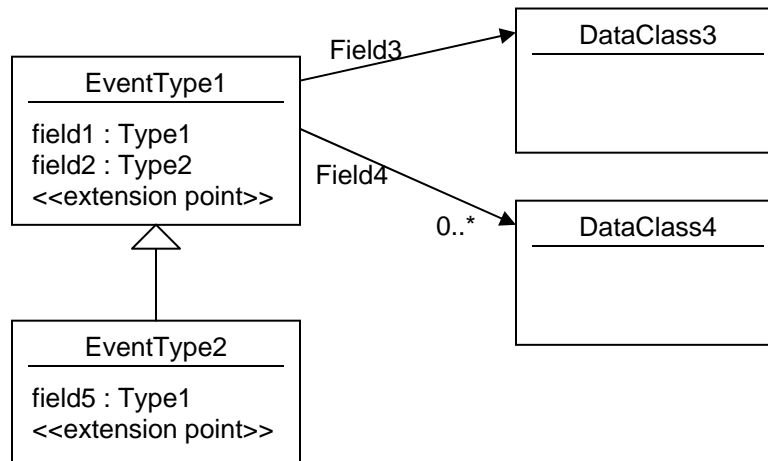 Field3
DataClass3
EventType1
field1 : Type1
field2 : Type2
<<extension point>>
Field4
0..*
DataClass4
EventType2
field5 : Type1
<<extension point>>